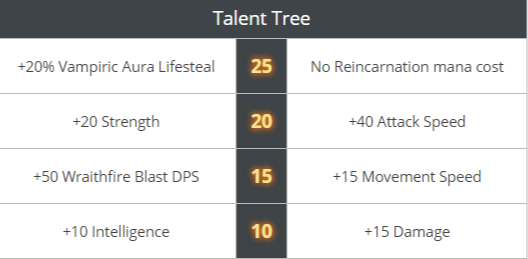 Talent Tree
+20% Vampiric Aura Lifesteal 25 No Reincarnation mana cost
+20 Strength 20 +40 Attack Speed
+50 Wraithfire Blast DPS 15 +15 Movement Speed
+10 Intelligence 10 +15 Damage